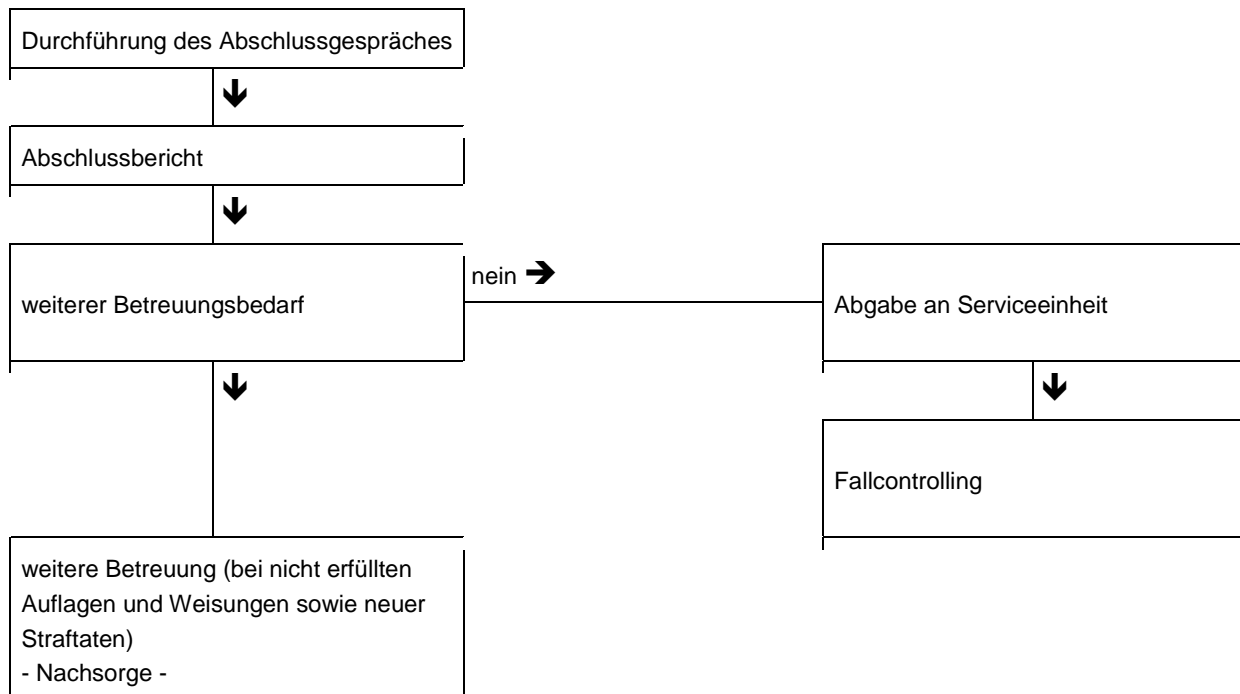 Durchführung des Abschlussgespräches
Abschlussbericht
weiterer Betreuungsbedarf
nein
Abgabe an Serviceeinheit
Fallcontrolling
weitere Betreuung (bei nicht erfüllten
Auflagen und Weisungen sowie neuer
Straftaten)
- Nachsorge -